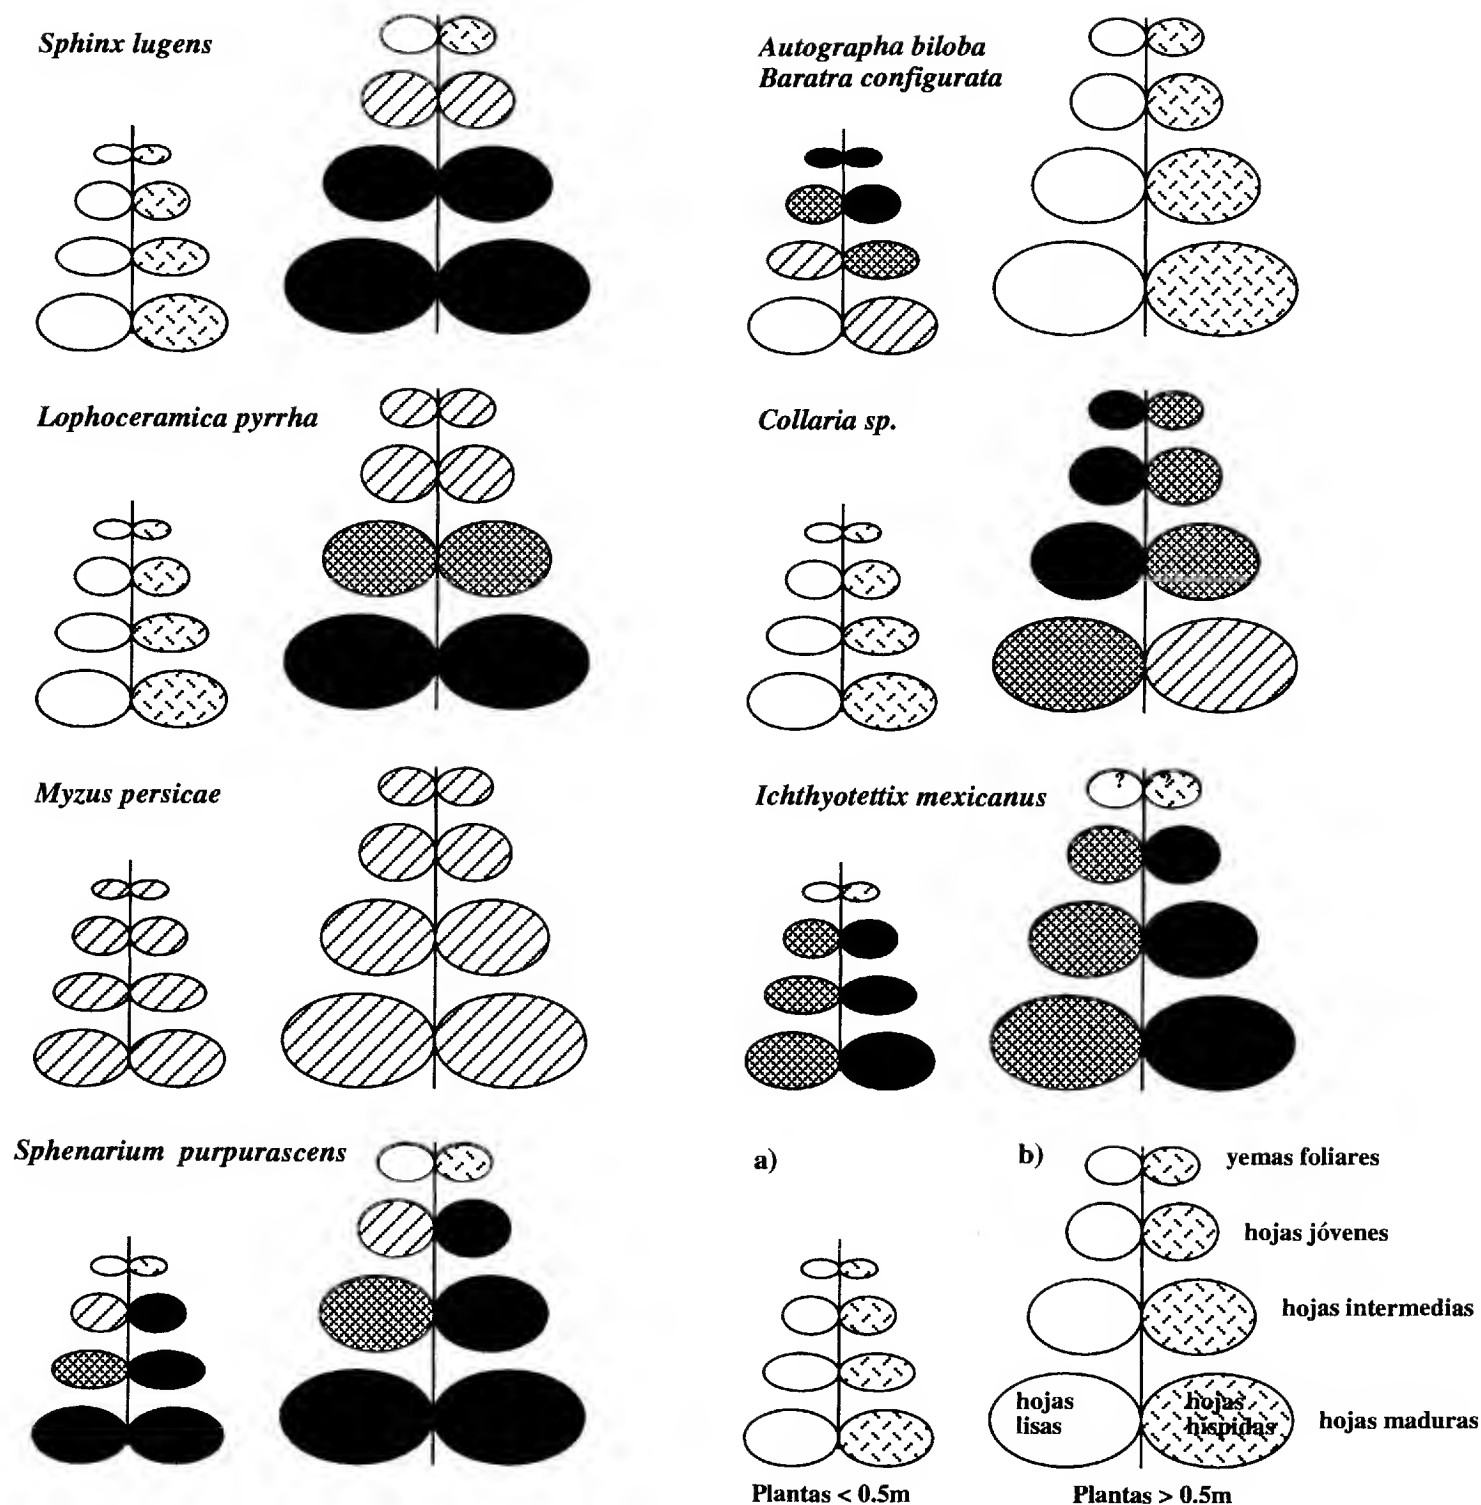 Sphinx lugens
Autographa biloba
Baratra configurata
Lophoceramica pyrrha
Collaria sp.
Myzus persicae
Ichthyotettix mexicanus
? ?
Sphenarium purpurascens
a)
b)
yemas foliares
hojas jóvenes
hojas intermedias
hojas
lisas
hojas
híspidas
hojas maduras
Plantas < 0.5m
Plantas > 0.5m